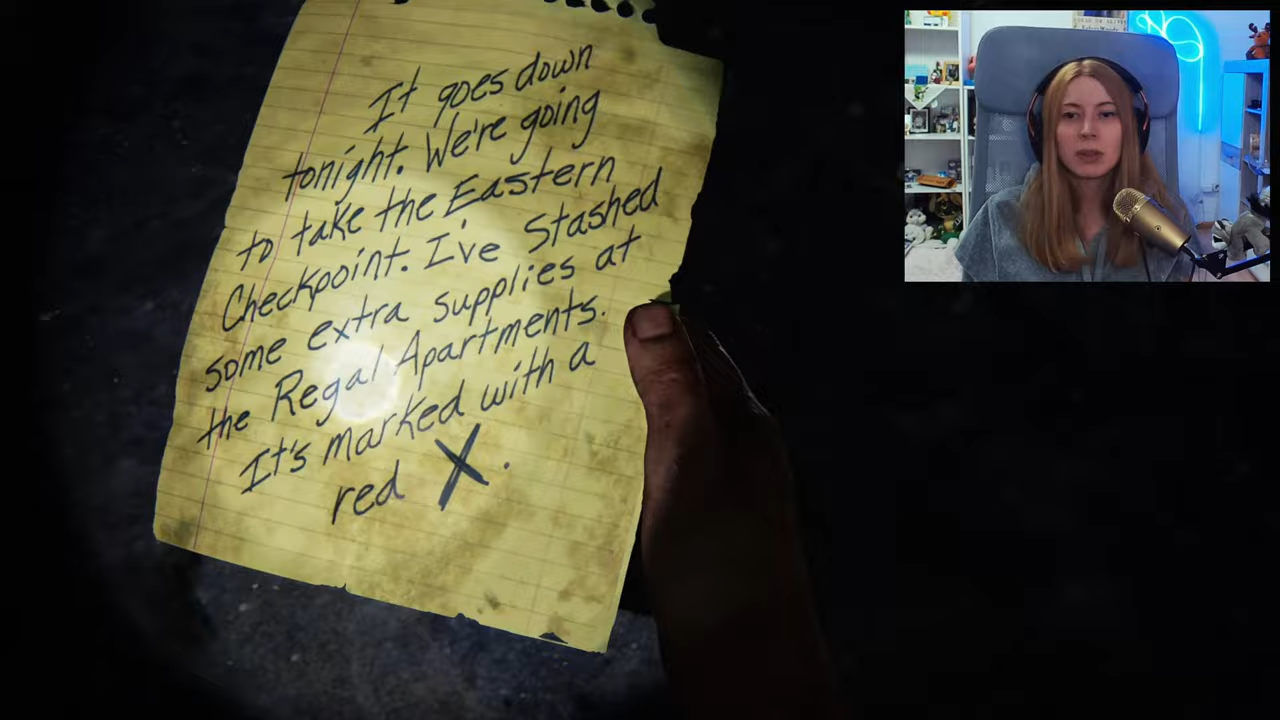 It goes down
tonight. We're going
to take the Eastern
Checkpoint. I've Stashed
some extra supplies at
the Regal Apartments.
It's marked with a
red X.